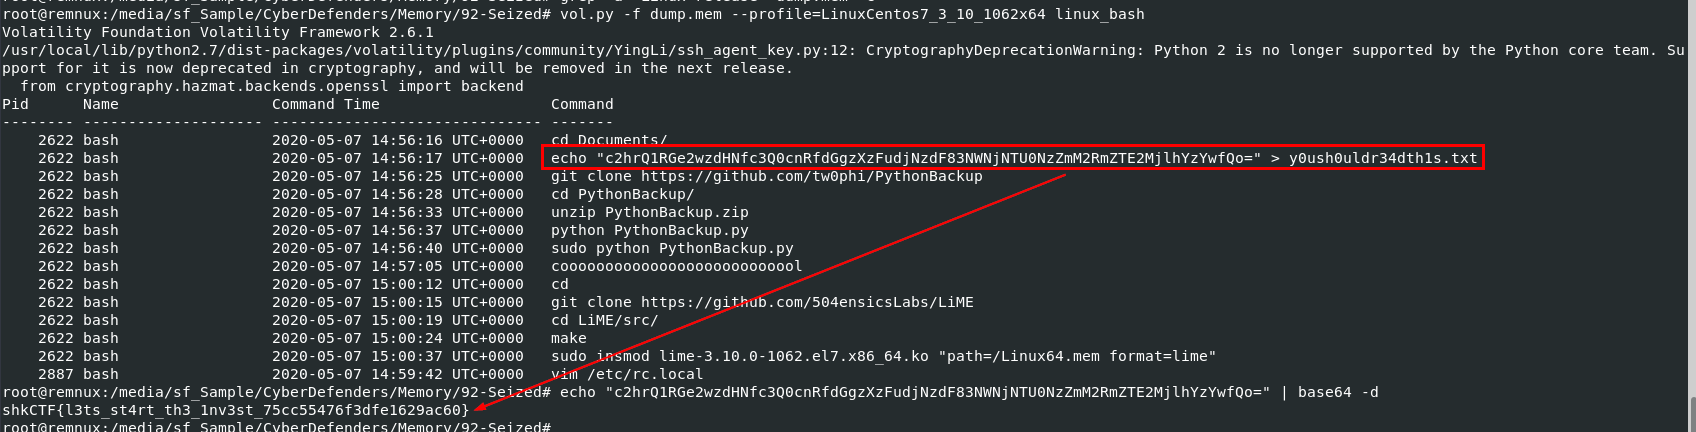 root@remnux:/media/sf_Sample/CyberDefenders/Memory/92-Seized#
root@remnux:/media/sf_Sample/CyberDefenders/Memory/92-Seized# vol.py -f dump.mem --profile=LinuxCentos7_3_10_1062x64 linux_bash
Volatility Foundation Volatility Framework 2.6.1
/usr/local/lib/python2.7/dist-packages/volatility/plugins/community/YingLi/ssh_agent_key.py:12: CryptographyDeprecationWarning: Python 2 is no longer supported by the Python core team. Su
pport for it is now deprecated in cryptography, and will be removed in the next release.
  from cryptography.hazmat.backends.openssl import backend
Pid      Name                 Command Time                   Command
-------- -------------------- ------------------------------ -------
    2622 bash                 2020-05-07 14:56:16 UTC+0000   cd Documents/
    2622 bash                 2020-05-07 14:56:17 UTC+0000   echo "c2hrQ1RGe2wzdHNfc3Q0cnRfdGgzXzFudjNzdF83NWNjNTU0NzZmM2RmZTE2MjlhYzYwfQo=" > y0ush0uldr34dth1s.txt
    2622 bash                 2020-05-07 14:56:25 UTC+0000   git clone https://github.com/tw0phi/PythonBackup
    2622 bash                 2020-05-07 14:56:28 UTC+0000   cd PythonBackup/
    2622 bash                 2020-05-07 14:56:33 UTC+0000   unzip PythonBackup.zip
    2622 bash                 2020-05-07 14:56:37 UTC+0000   python PythonBackup.py
    2622 bash                 2020-05-07 14:56:40 UTC+0000   sudo python PythonBackup.py
    2622 bash                 2020-05-07 14:57:05 UTC+0000   cooooooooooooooooooooooooool
    2622 bash                 2020-05-07 15:00:12 UTC+0000   cd
    2622 bash                 2020-05-07 15:00:15 UTC+0000   git clone https://github.com/504ensicsLabs/LiME
    2622 bash                 2020-05-07 15:00:19 UTC+0000   cd LiME/src/
    2622 bash                 2020-05-07 15:00:24 UTC+0000   make
    2622 bash                 2020-05-07 15:00:37 UTC+0000   sudo insmod lime-3.10.0-1062.el7.x86_64.ko "path=/Linux64.mem format=lime"
    2887 bash                 2020-05-07 14:59:42 UTC+0000   vim /etc/rc.local
root@remnux:/media/sf_Sample/CyberDefenders/Memory/92-Seized# echo "c2hrQ1RGe2wzdHNfc3Q0cnRfdGgzXzFudjNzdF83NWNjNTU0NzZmM2RmZTE2MjlhYzYwfQo=" | base64 -d
shkCTF{l3ts_st4rt_th3_1nv3st_75cc55476f3dfe1629ac60}
root@remnux:/media/sf_Sample/CyberDefenders/Memory/92-Seized#